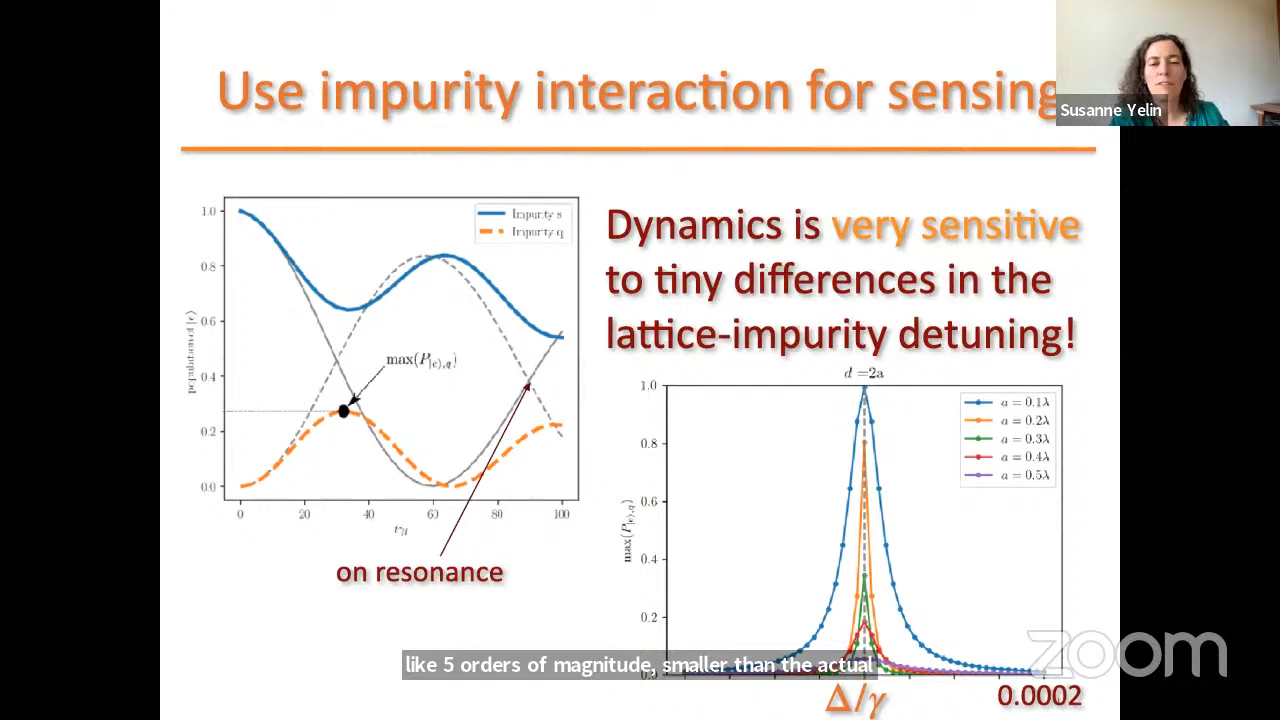 Use impurity interaction for sensing
Susanne Yelin
1.0
0.8
0.6
0.4
0.2
0.0
0
20
40
60
80
100
Impurity s
Impurity q
max(P|e⟩,q)
on resonance
Dynamics is very sensitive
to tiny differences in the
lattice-impurity detuning!
d =2a
1.0
0.8
0.6
0.4
0.2
max(P|e⟩,q)
a = 0.1λ
a = 0.2λ
a = 0.3λ
a = 0.4λ
a = 0.5λ
Δ/γ
0.0002
like 5 orders of magnitude, smaller than the actual
zoom